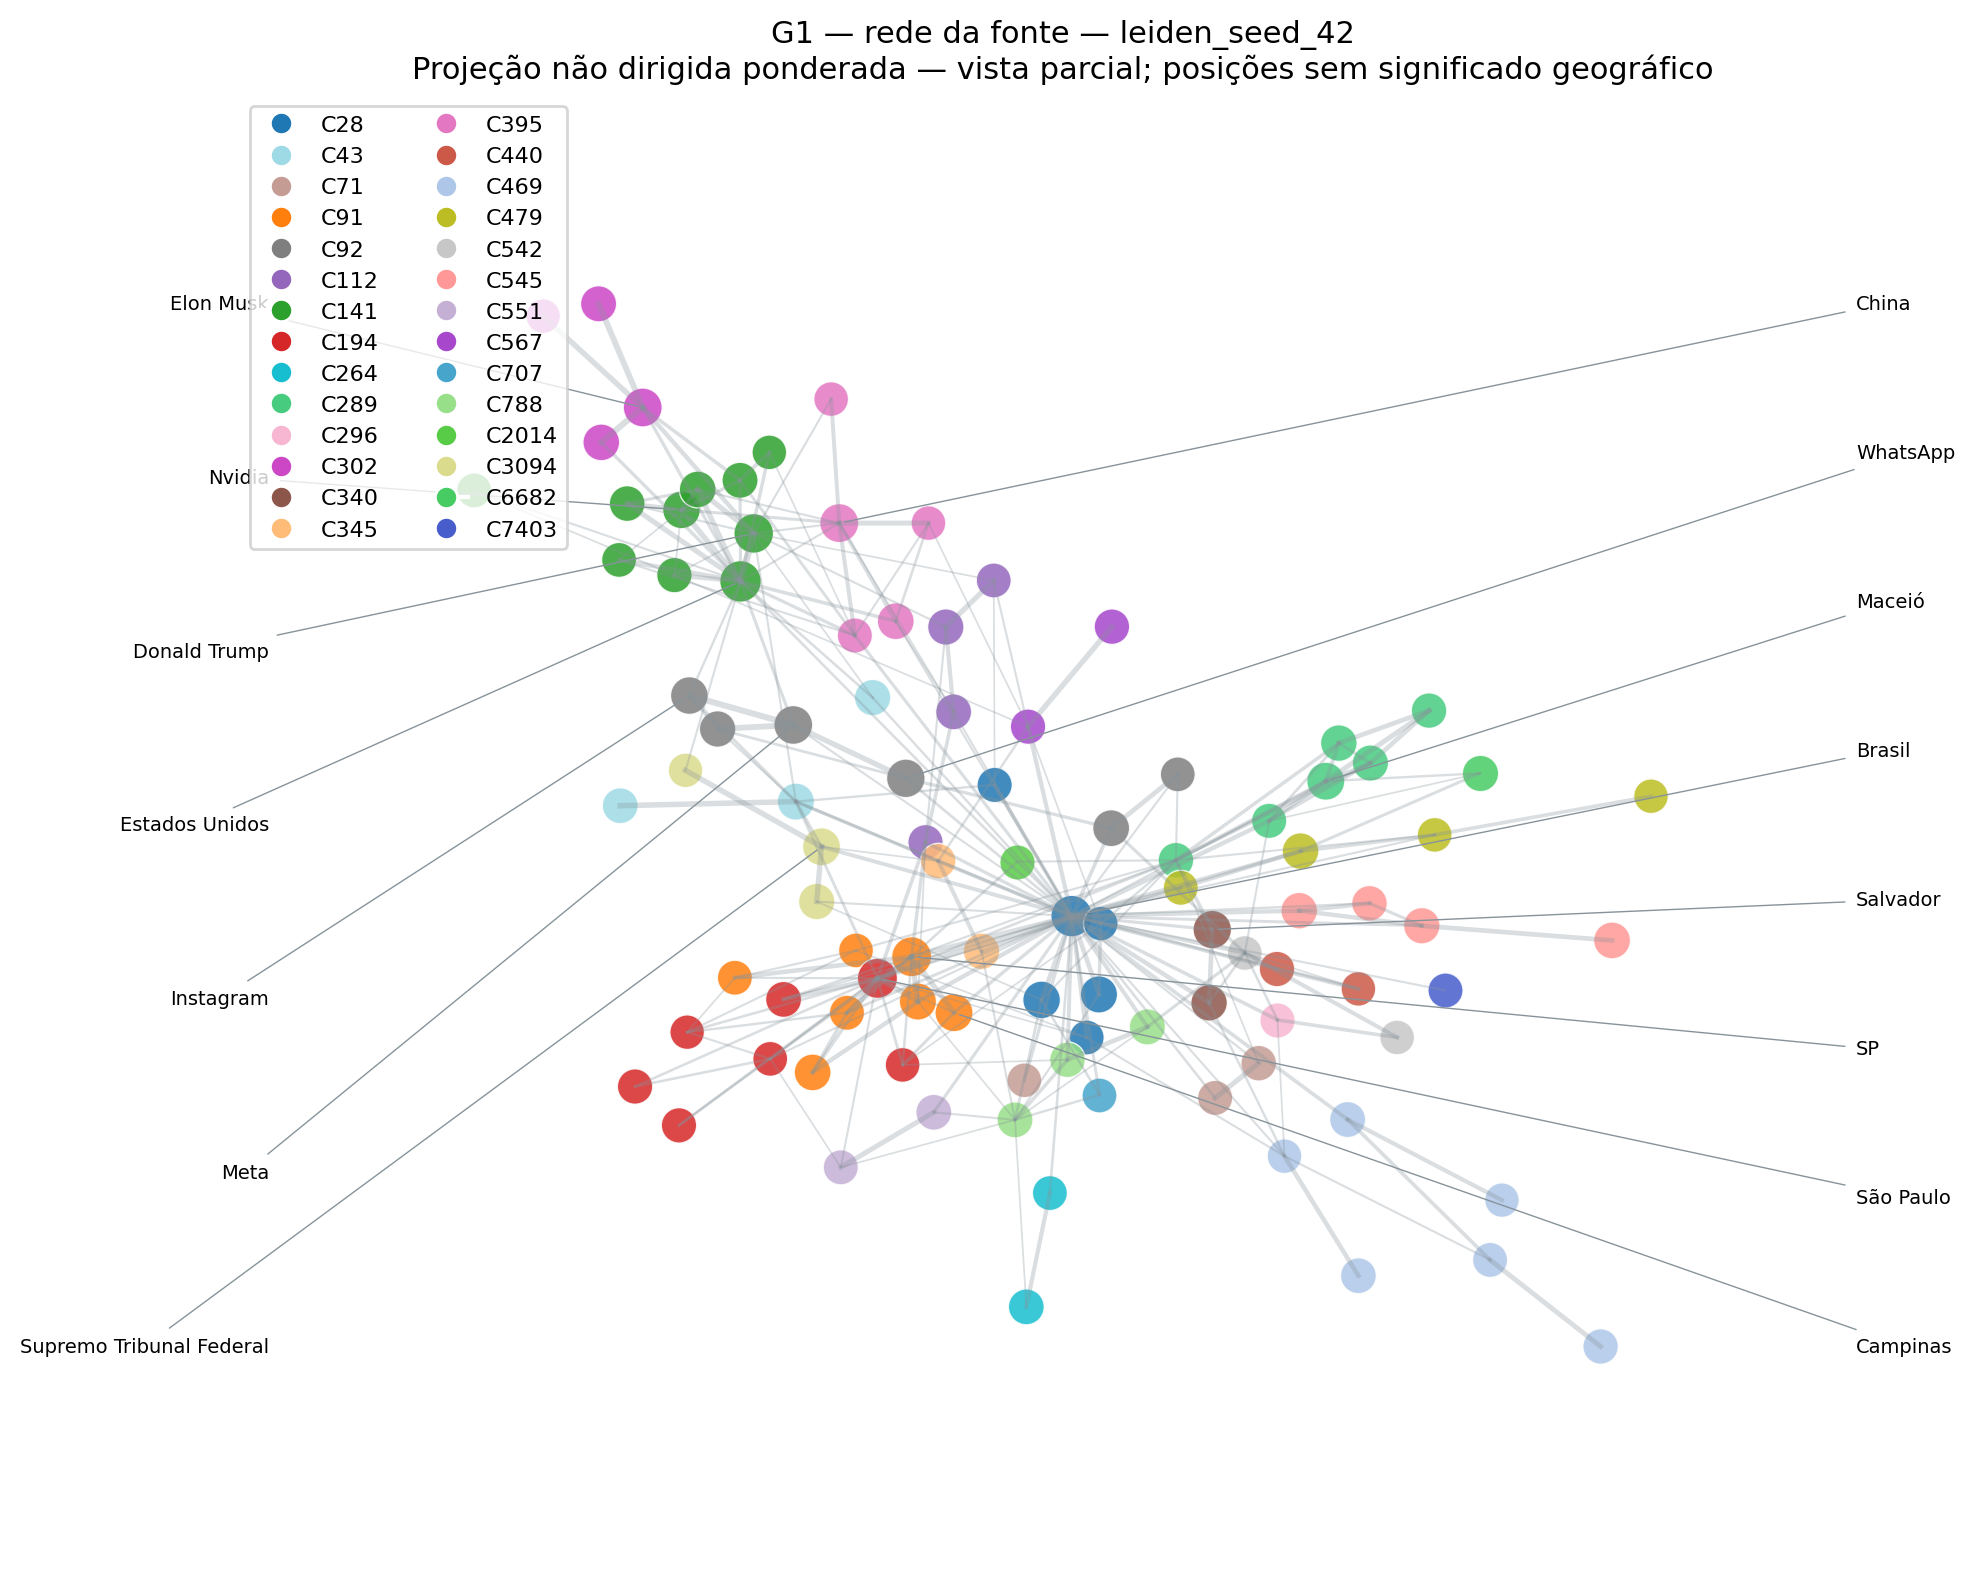 G1 — rede da fonte — leiden_seed_42
Projeção não dirigida ponderada — vista parcial; posições sem significado geográfico
C28
C43
C71
C91
C92
C112
C141
C194
C264
C289
C296
C302
C340
C345
C395
C440
C469
C479
C542
C545
C551
C567
C707
C788
C2014
C3094
C6682
C7403
Elon Musk
Nvidia
Donald Trump
Estados Unidos
Instagram
Meta
Supremo Tribunal Federal
China
WhatsApp
Maceió
Brasil
Salvador
SP
São Paulo
Campinas